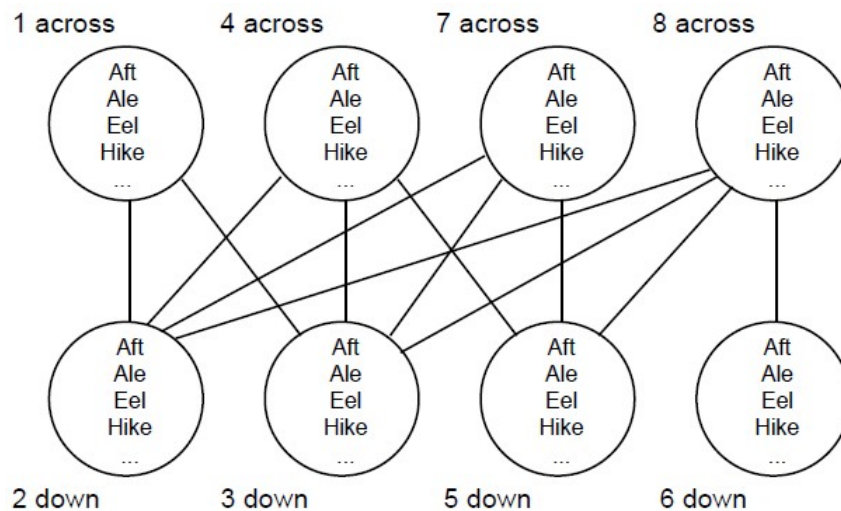 1 across 4 across 7 across 8 across
Aft Aft Aft Aft
Ale Ale Ale Ale
Eel Eel Eel Eel
Hike Hike Hike Hike
... ... ... ...
Aft Aft Aft Aft
Ale Ale Ale Ale
Eel Eel Eel Eel
Hike Hike Hike Hike
... ... ... ...
2 down 3 down 5 down 6 down